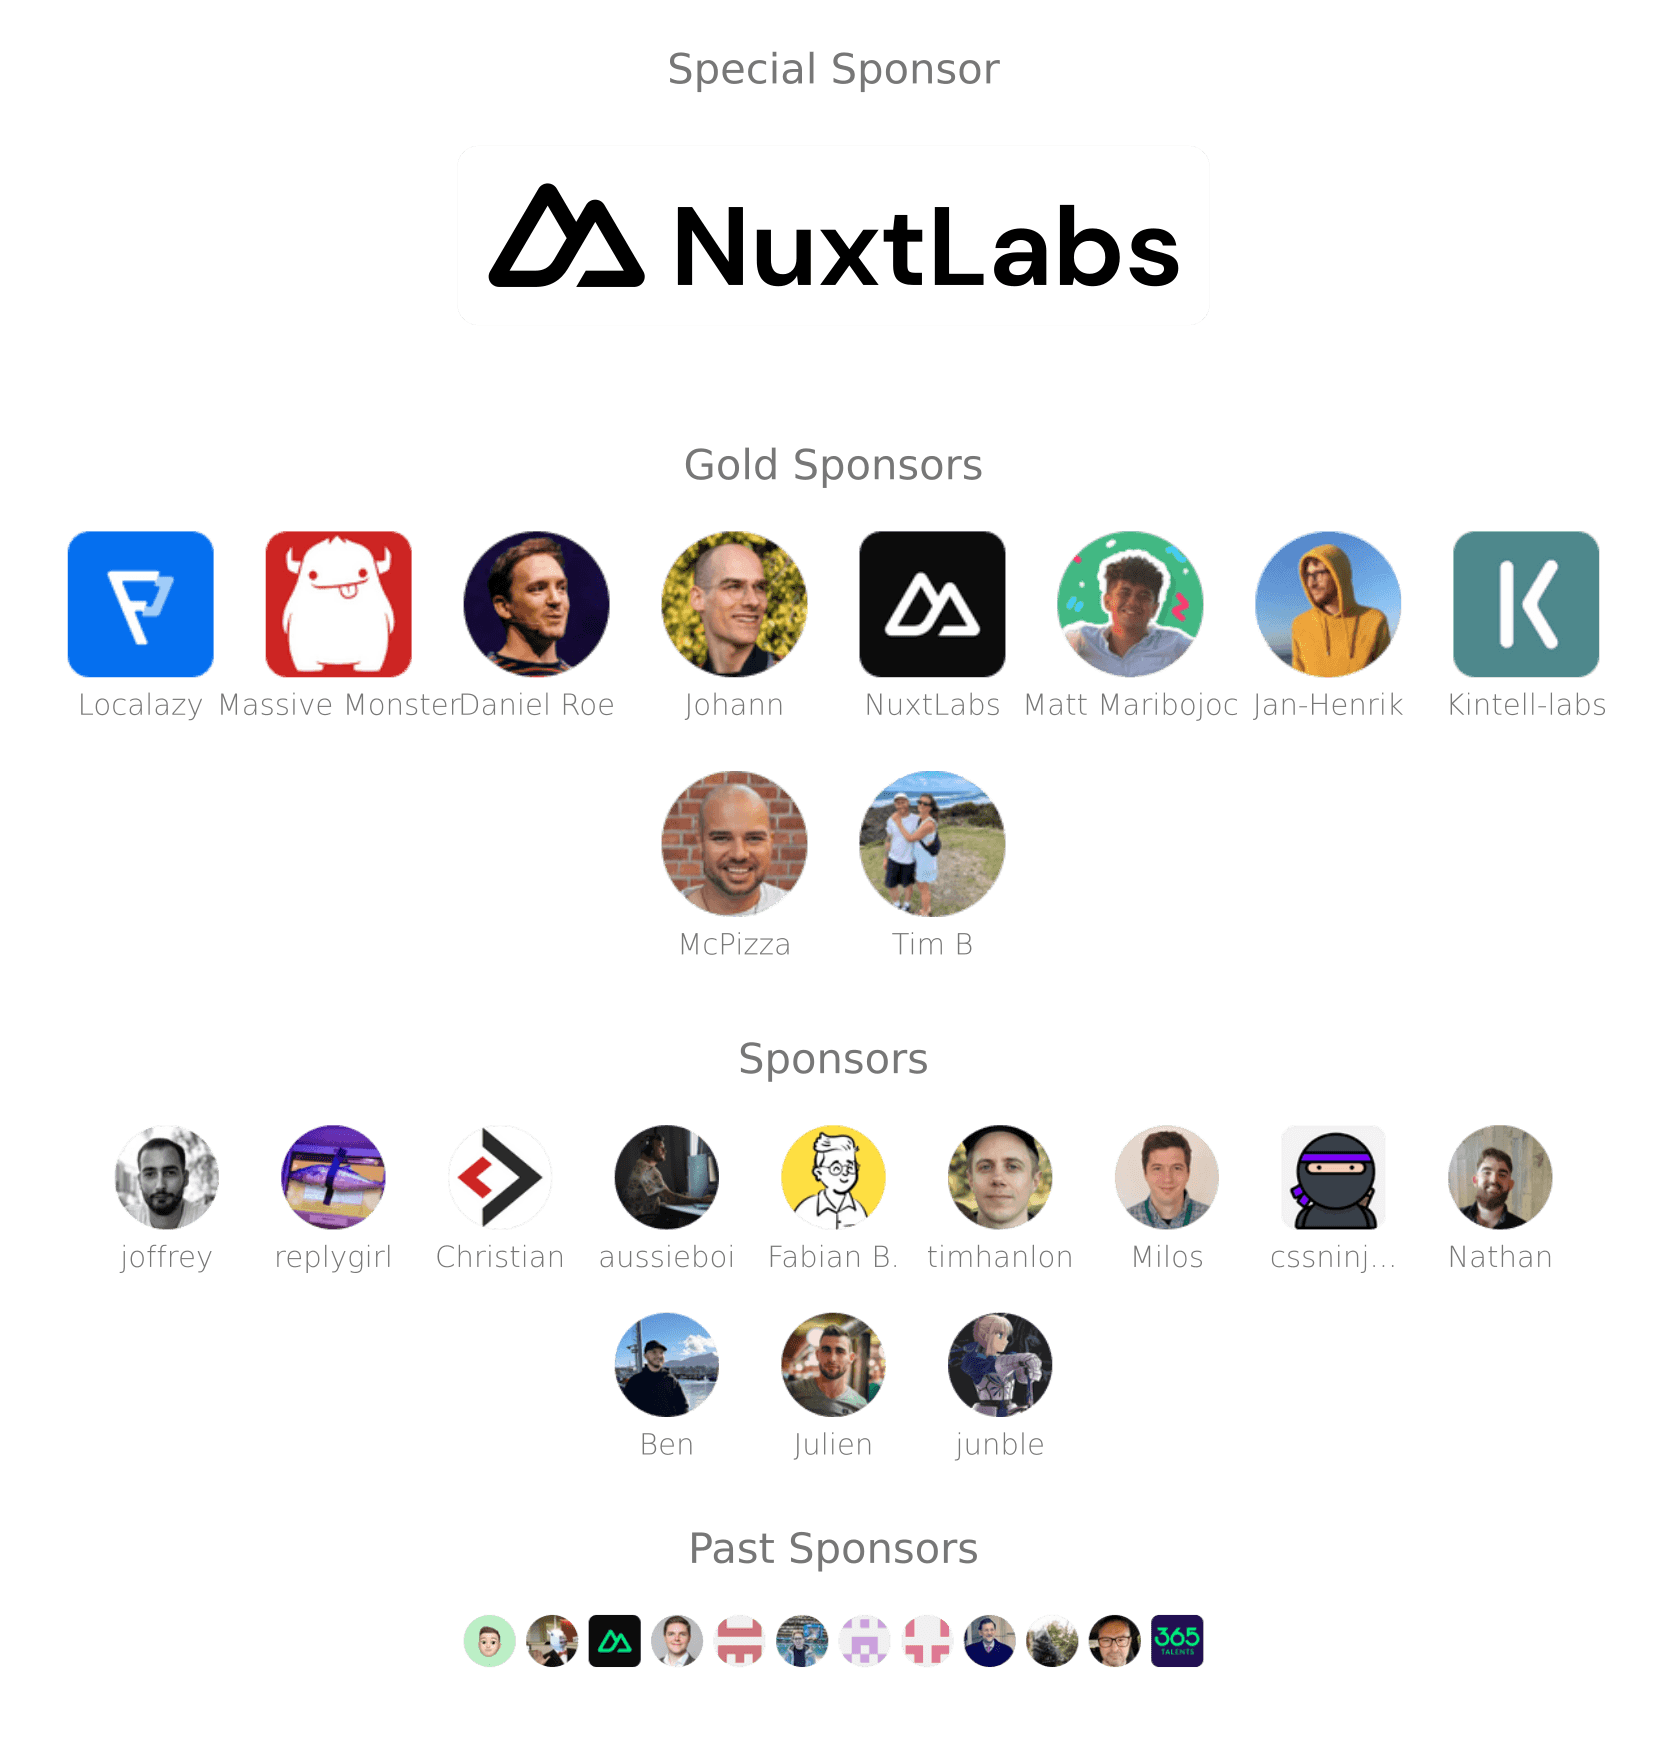 Special Sponsor
NuxtLabs
Gold Sponsors
Localazy Massive Monster Daniel Roe Johann NuxtLabs Matt Maribojoc Jan-Henrik Kintell-labs
McPizza Tim B
Sponsors
joffrey replygirl Christian aussieboi Fabian B. timhanlon Milos cssninj... Nathan
Ben Julien junble
Past Sponsors
365
TALENTS